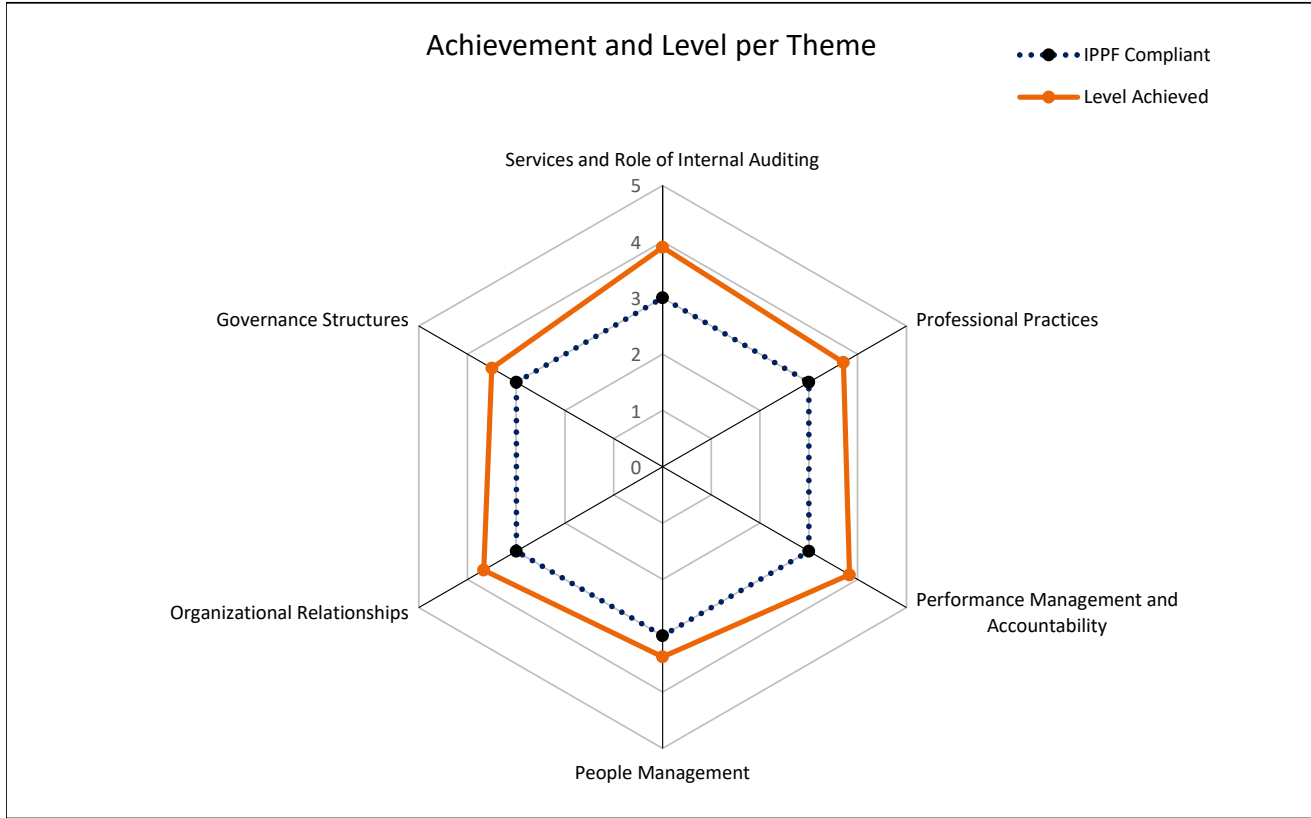 Achievement and Level per Theme
IPPF Compliant
Level Achieved
Services and Role of Internal Auditing
5
4
3
2
1
0
Professional Practices
Performance Management and
Accountability
People Management
Organizational Relationships
Governance Structures